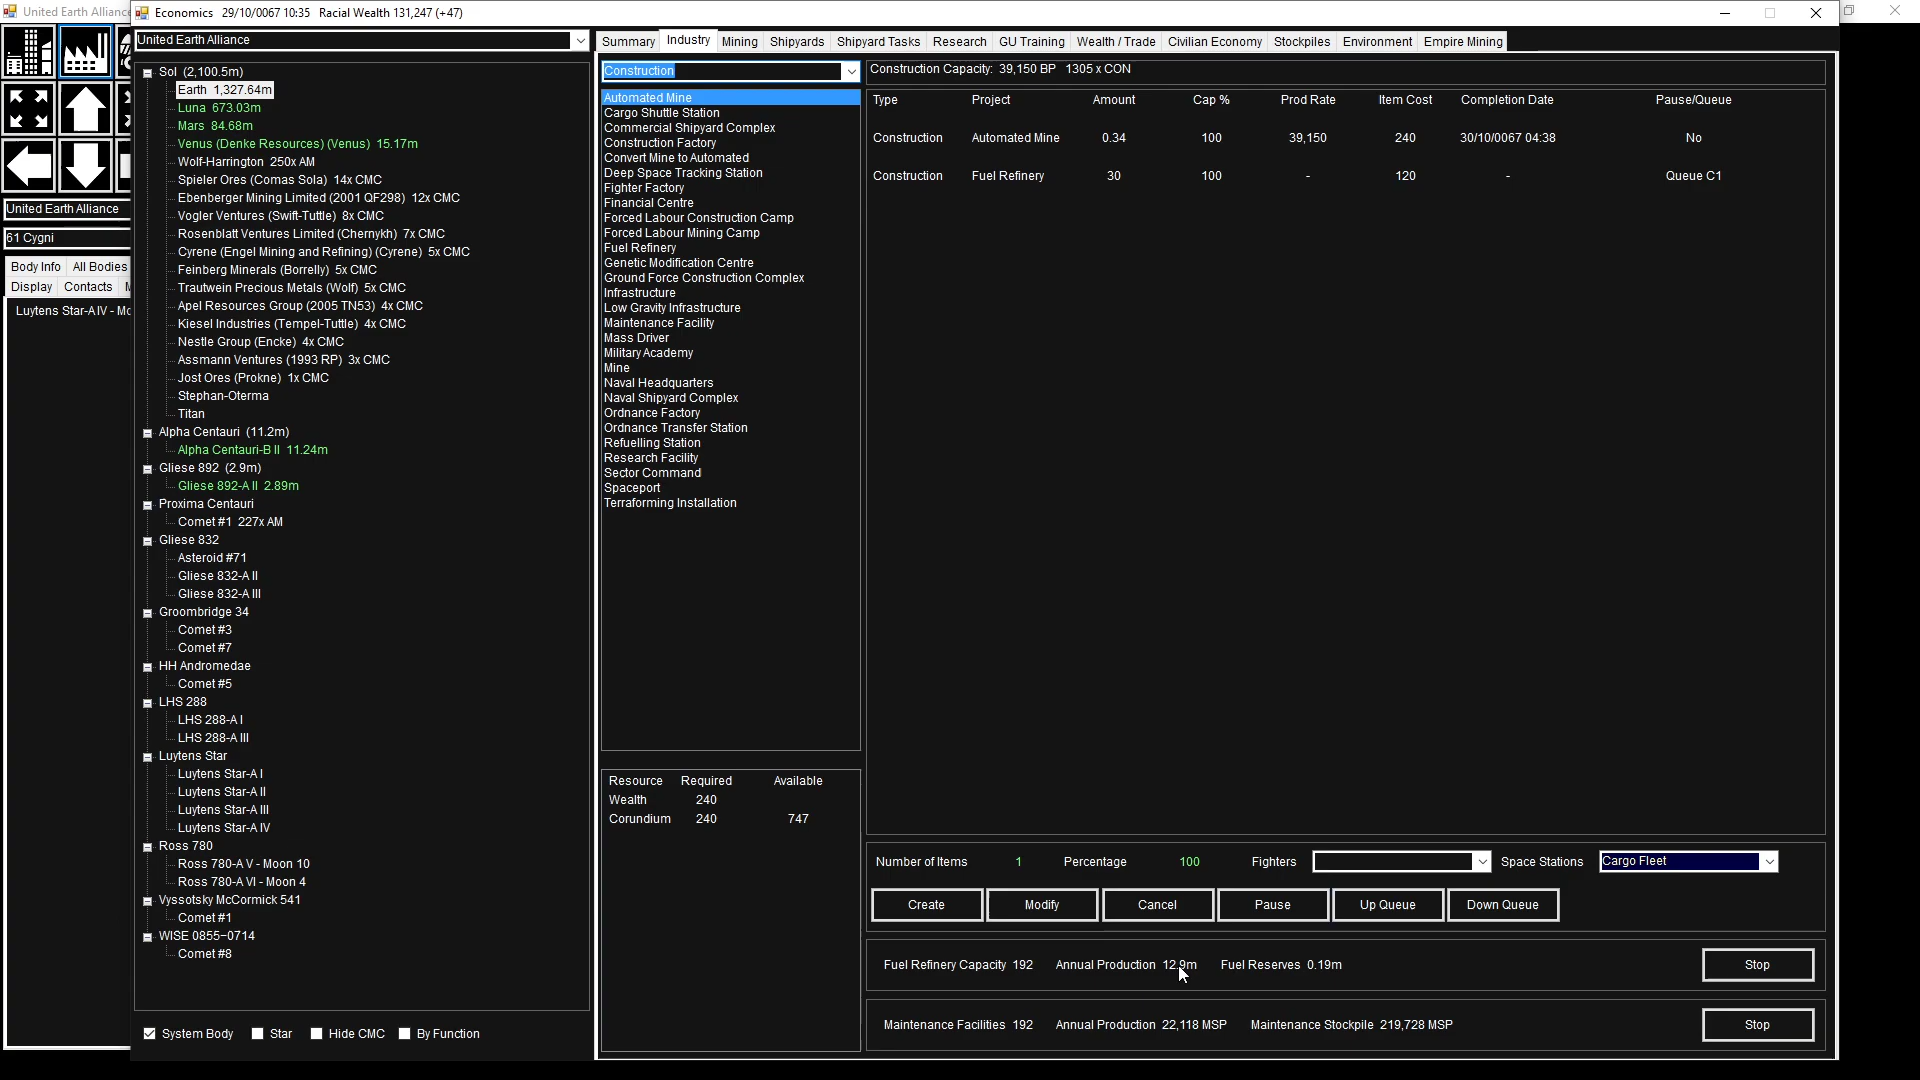 United Earth Alliance
Economics 29/10/0067 10:35 Racial Wealth 131,247 (+47)
United Earth Alliance
Summary Industry Mining Shipyards Shipyard Tasks Research GU Training Wealth / Trade Civilian Economy Stockpiles Environment Empire Mining
United Earth Alliance
61 Cygni
Body Info All Bodies
Display Contacts
Luytens Star-A IV - Mo
Sol (2,100.5m)
Earth 1,327.64m
Luna 673.03m
Mars 84.68m
Venus (Denke Resources) (Venus) 15.17m
Wolf-Harrington 250x AM
Spieler Ores (Comas Sola) 14x CMC
Ebenberger Mining Limited (2001 QF298) 12x CMC
Vogler Ventures (Swift-Tuttle) 8x CMC
Rosenblatt Ventures Limited (Chernykh) 7x CMC
Cyrene (Engel Mining and Refining) (Cyrene) 5x CMC
Feinberg Minerals (Borrelly) 5x CMC
Trautwein Precious Metals (Wolf) 5x CMC
Apel Resources Group (2005 TN53) 4x CMC
Kiesel Industries (Tempel-Tuttle) 4x CMC
Nestle Group (Encke) 4x CMC
Assmann Ventures (1993 RP) 3x CMC
Jost Ores (Prokne) 1x CMC
Stephan-Oterma
Titan
Alpha Centauri (11.2m)
Alpha Centauri-B II 11.24m
Gliese 892 (2.9m)
Gliese 892-A II 2.89m
Proxima Centauri
Comet #1 227x AM
Gliese 832
Asteroid #71
Gliese 832-A II
Gliese 832-A III
Groombridge 34
Comet #3
Comet #7
HH Andromedae
Comet #5
LHS 288
LHS 288-A I
LHS 288-A III
Luytens Star
Luytens Star-A I
Luytens Star-A II
Luytens Star-A III
Luytens Star-A IV
Ross 780
Ross 780-A V - Moon 10
Ross 780-A VI - Moon 4
Vyssotsky McCormick 541
Comet #1
WISE 0855-0714
Comet #8
System Body Star Hide CMC By Function
Construction
Automated Mine
Cargo Shuttle Station
Commercial Shipyard Complex
Construction Factory
Convert Mine to Automated
Deep Space Tracking Station
Fighter Factory
Financial Centre
Forced Labour Construction Camp
Forced Labour Mining Camp
Fuel Refinery
Genetic Modification Centre
Ground Force Construction Complex
Infrastructure
Low Gravity Infrastructure
Maintenance Facility
Mass Driver
Military Academy
Mine
Naval Headquarters
Naval Shipyard Complex
Ordnance Factory
Ordnance Transfer Station
Refuelling Station
Research Facility
Sector Command
Spaceport
Terraforming Installation
Resource Required Available
Wealth 240
Corundium 240 747
Construction Capacity: 39,150 BP 1305 x CON
Type Project Amount Cap % Prod Rate Item Cost Completion Date Pause/Queue
Construction Automated Mine 0.34 100 39,150 240 30/10/0067 04:38 No
Construction Fuel Refinery 30 100 - 120 - Queue C1
Number of Items 1 Percentage 100 Fighters Space Stations Cargo Fleet
Create Modify Cancel Pause Up Queue Down Queue
Fuel Refinery Capacity 192 Annual Production 12.9m Fuel Reserves 0.19m Stop
Maintenance Facilities 192 Annual Production 22,118 MSP Maintenance Stockpile 219,728 MSP Stop